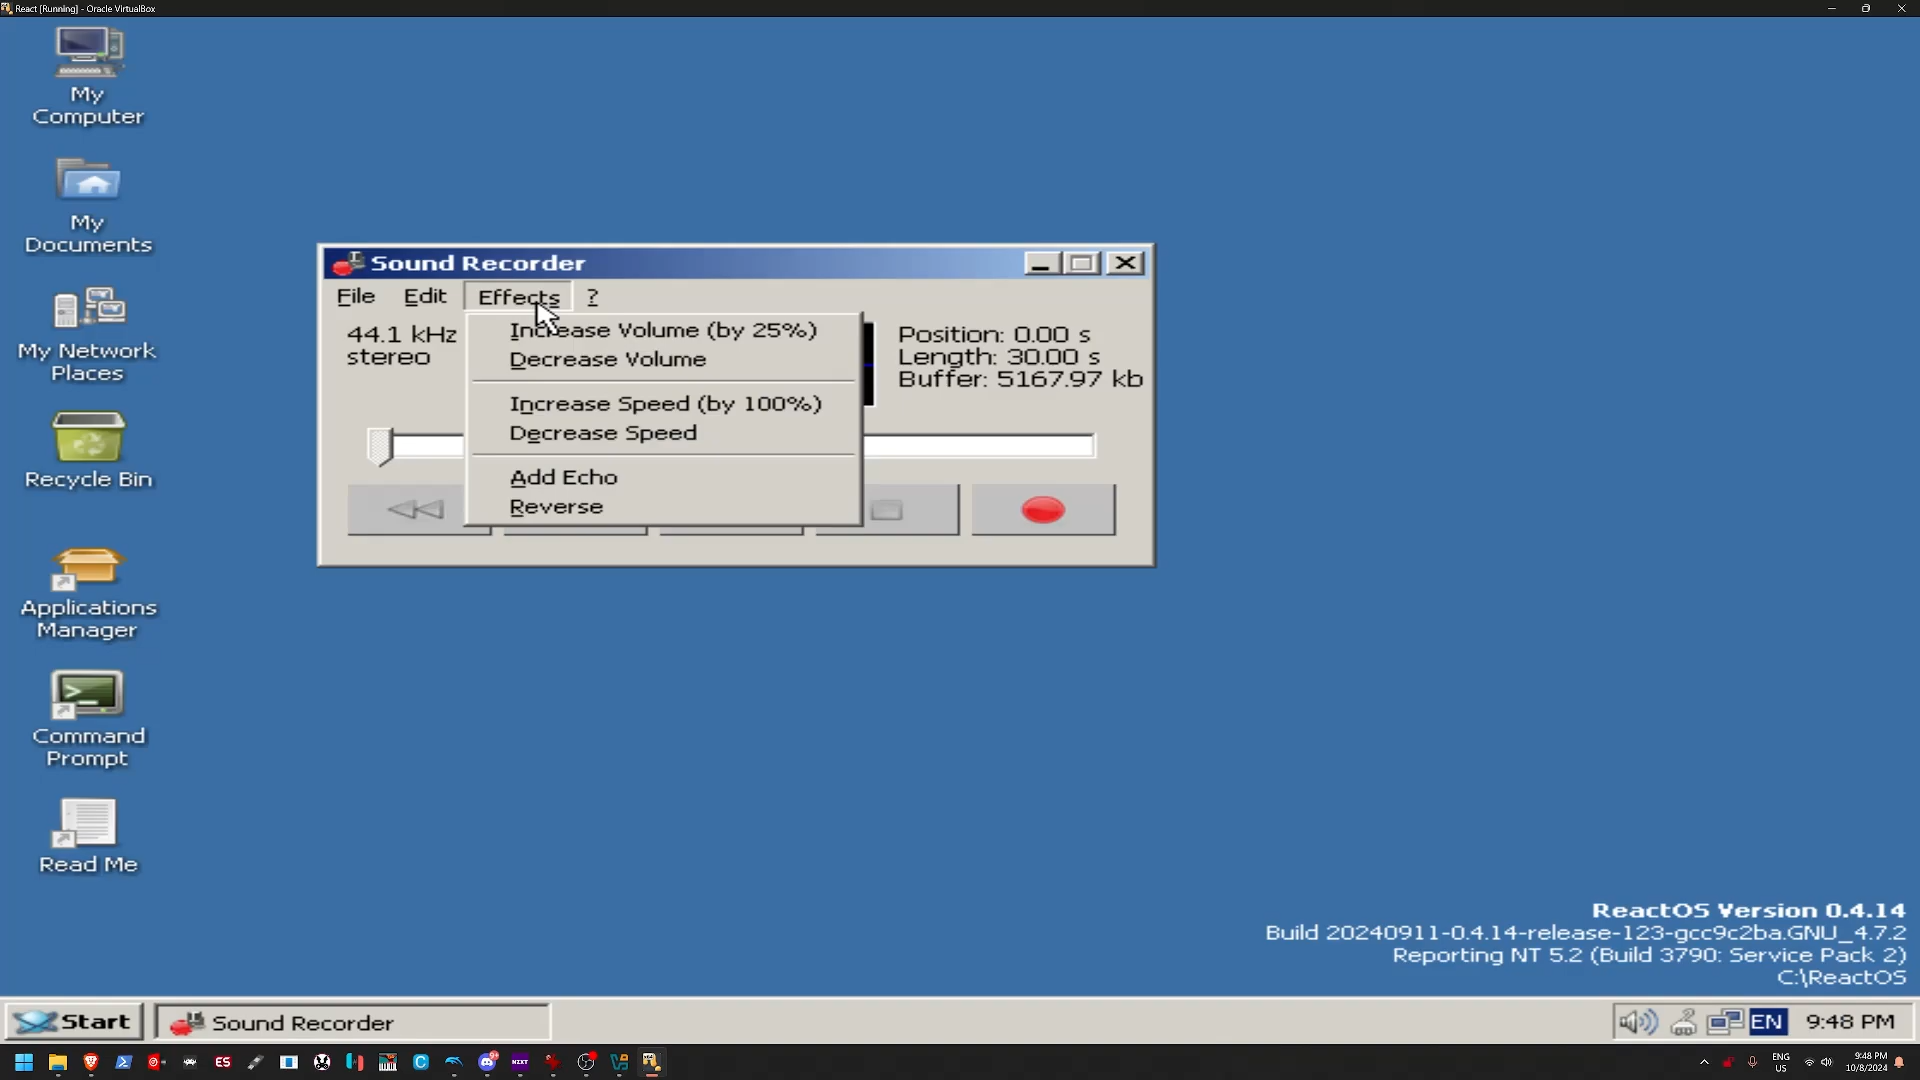 React [Running] - Oracle VirtualBox
My
Computer
My
Documents
My Network
Places
Recycle Bin
Applications
Manager
Command
Prompt
Read Me
Sound Recorder
File Edit Effects ?
44.1 kHz
stereo
Increase Volume (by 25%)
Decrease Volume
Increase Speed (by 100%)
Decrease Speed
Add Echo
Reverse
Position: 0.00 s
Length: 30.00 s
Buffer: 5167.97 kb
ReactOS Version 0.4.14
Build 20240911-0.4.14-release-123-gcc9c2ba.GNU_4.7.2
Reporting NT 5.2 (Build 3790: Service Pack 2)
C:\ReactOS
Start Sound Recorder EN 9:48 PM
ES
NZXT
ENG
US
9:48 PM
10/8/2024